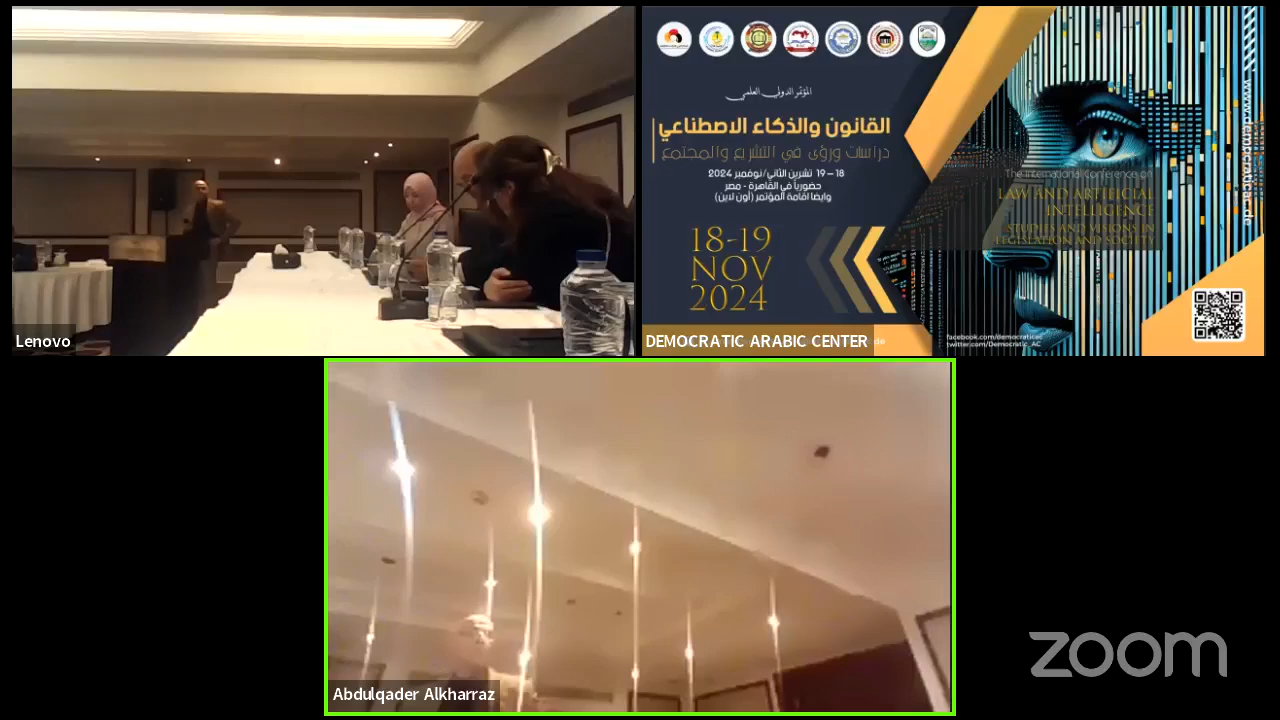 Lenovo
المؤتمر الدولي العلمي
القانون والذكاء الاصطناعي
دراسات ورؤى في التشريع والمجتمع
18 – 19 تشرين الثاني/نوفمبر 2024
حضوريا في القاهرة - مصر
وايضا اقامة المؤتمر (أون لاين)
18-19
NOV
2024
The International Conference on
LAW AND ARTIFICIAL
INTELLIGENCE
STUDIES AND VISIONS IN
LEGISLATION AND SOCIETY
www.democraticac.de
facebook.com/democraticac
twitter.com/Democratic_AC
DEMOCRATIC ARABIC CENTER
Abdulqader Alkharraz
zoom